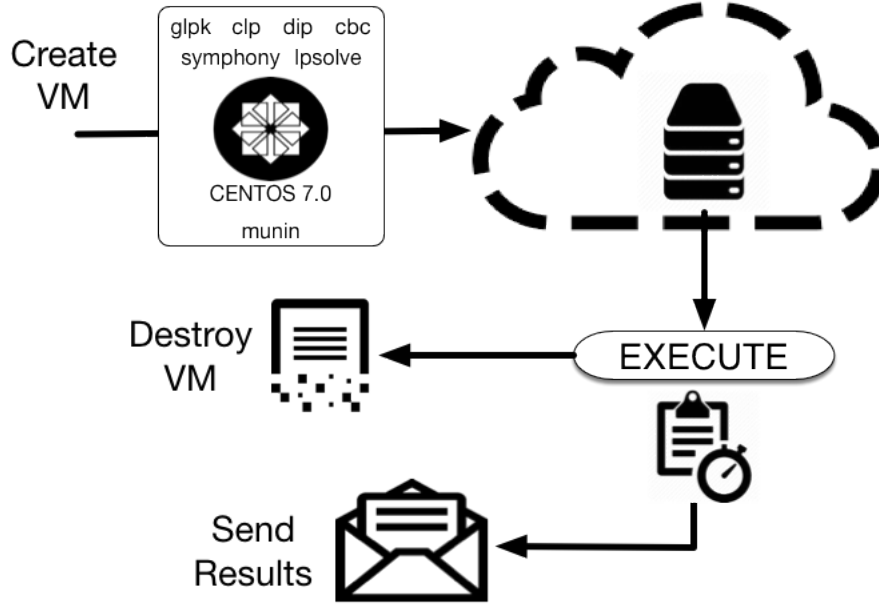 Create
VM
glpk clp dip cbc
symphony lpsolve
CENTOS 7.0
munin
Destroy
VM
EXECUTE
Send
Results